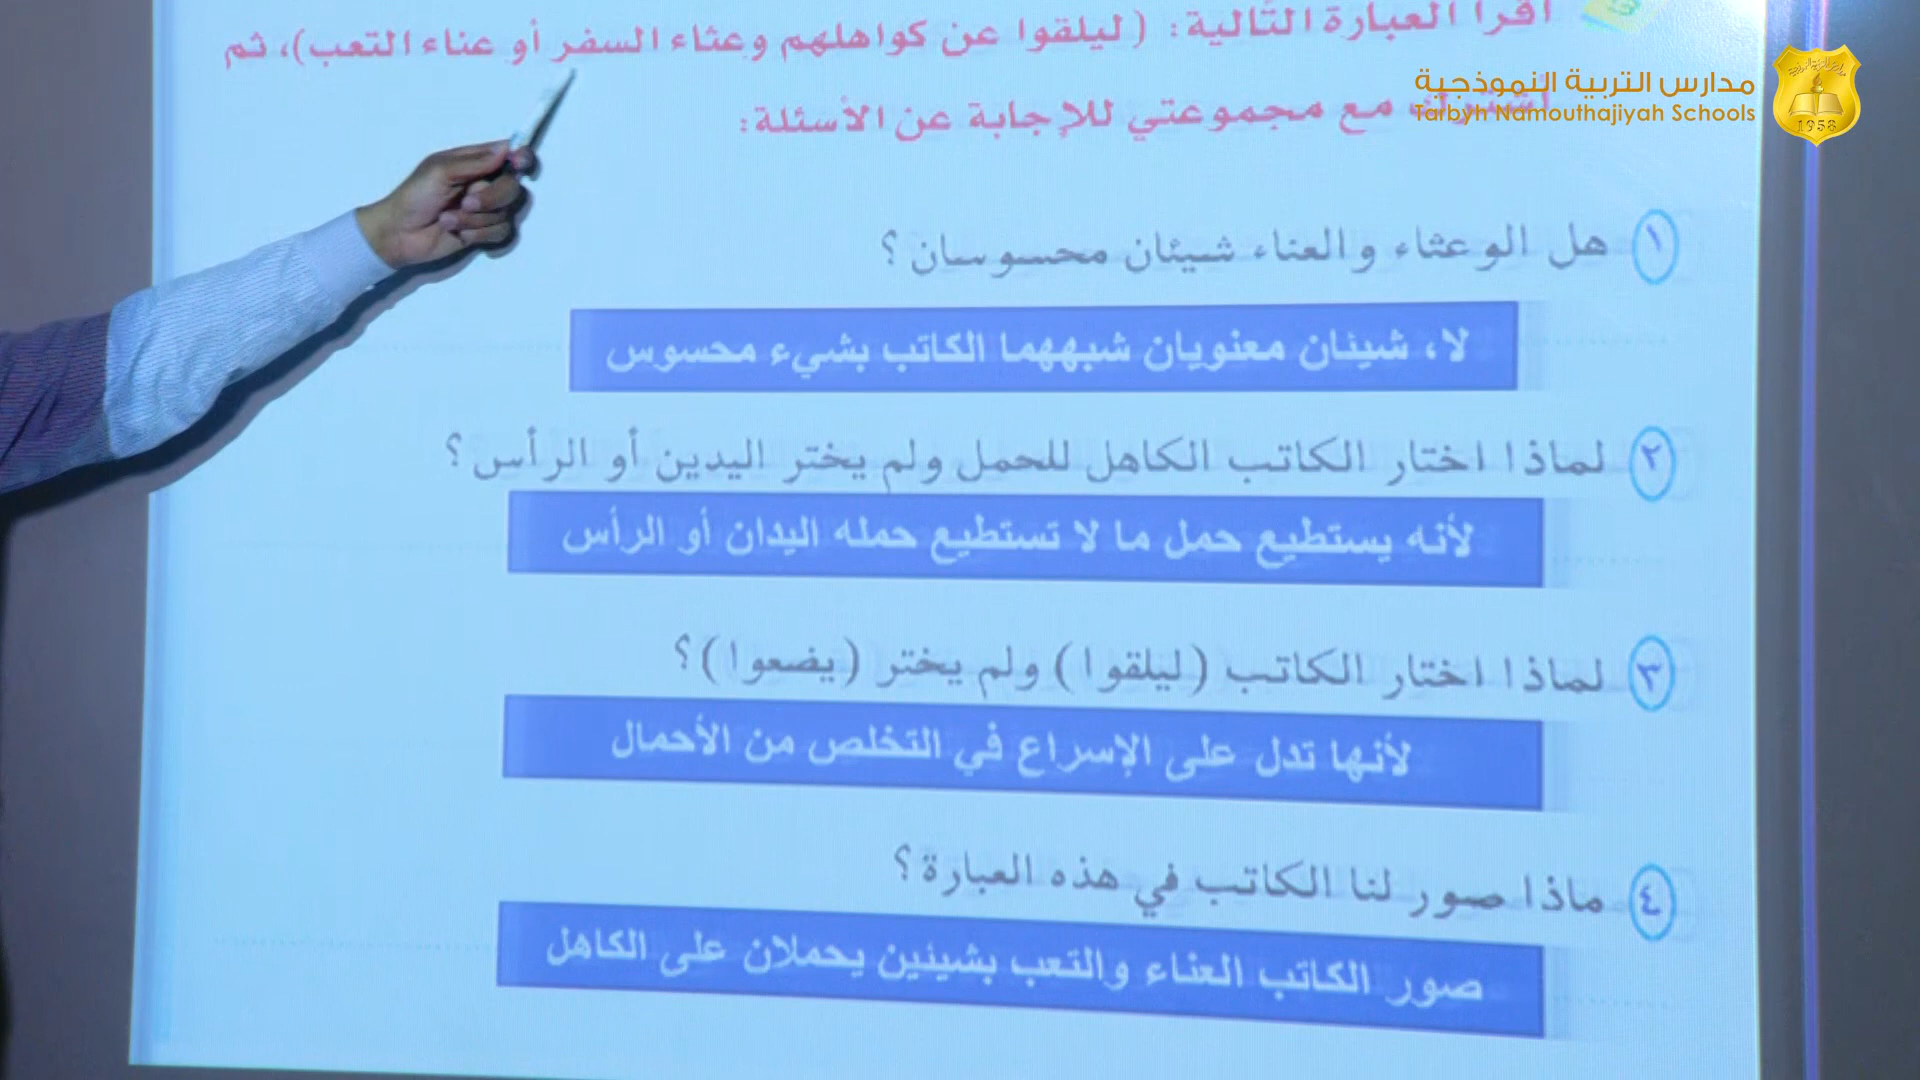 اقرأ العبارة التالية: (ليلقوا عن كواهلهم وعثاء السفر أو عناء التعب)، ثم
أشترك مع مجموعتي للإجابة عن الأسئلة:
مدارس التربية النموذجية
Tarbyh Namouthajiyah Schools
1958
١ هل الوعثاء والعناء شيئان محسوسان؟
لا، شيئان معنويان شبههما الكاتب بشيء محسوس
٢ لماذا اختار الكاتب الكاهل للحمل ولم يختر اليدين أو الرأس؟
لأنه يستطيع حمل ما لا تستطيع حمله اليدان أو الرأس
٣ لماذا اختار الكاتب (ليلقوا) ولم يختر (يضعوا)؟
لأنها تدل على الإسراع في التخلص من الأحمال
٤ ماذا صور لنا الكاتب في هذه العبارة؟
صور الكاتب العناء والتعب بشيئين يحملان على الكاهل